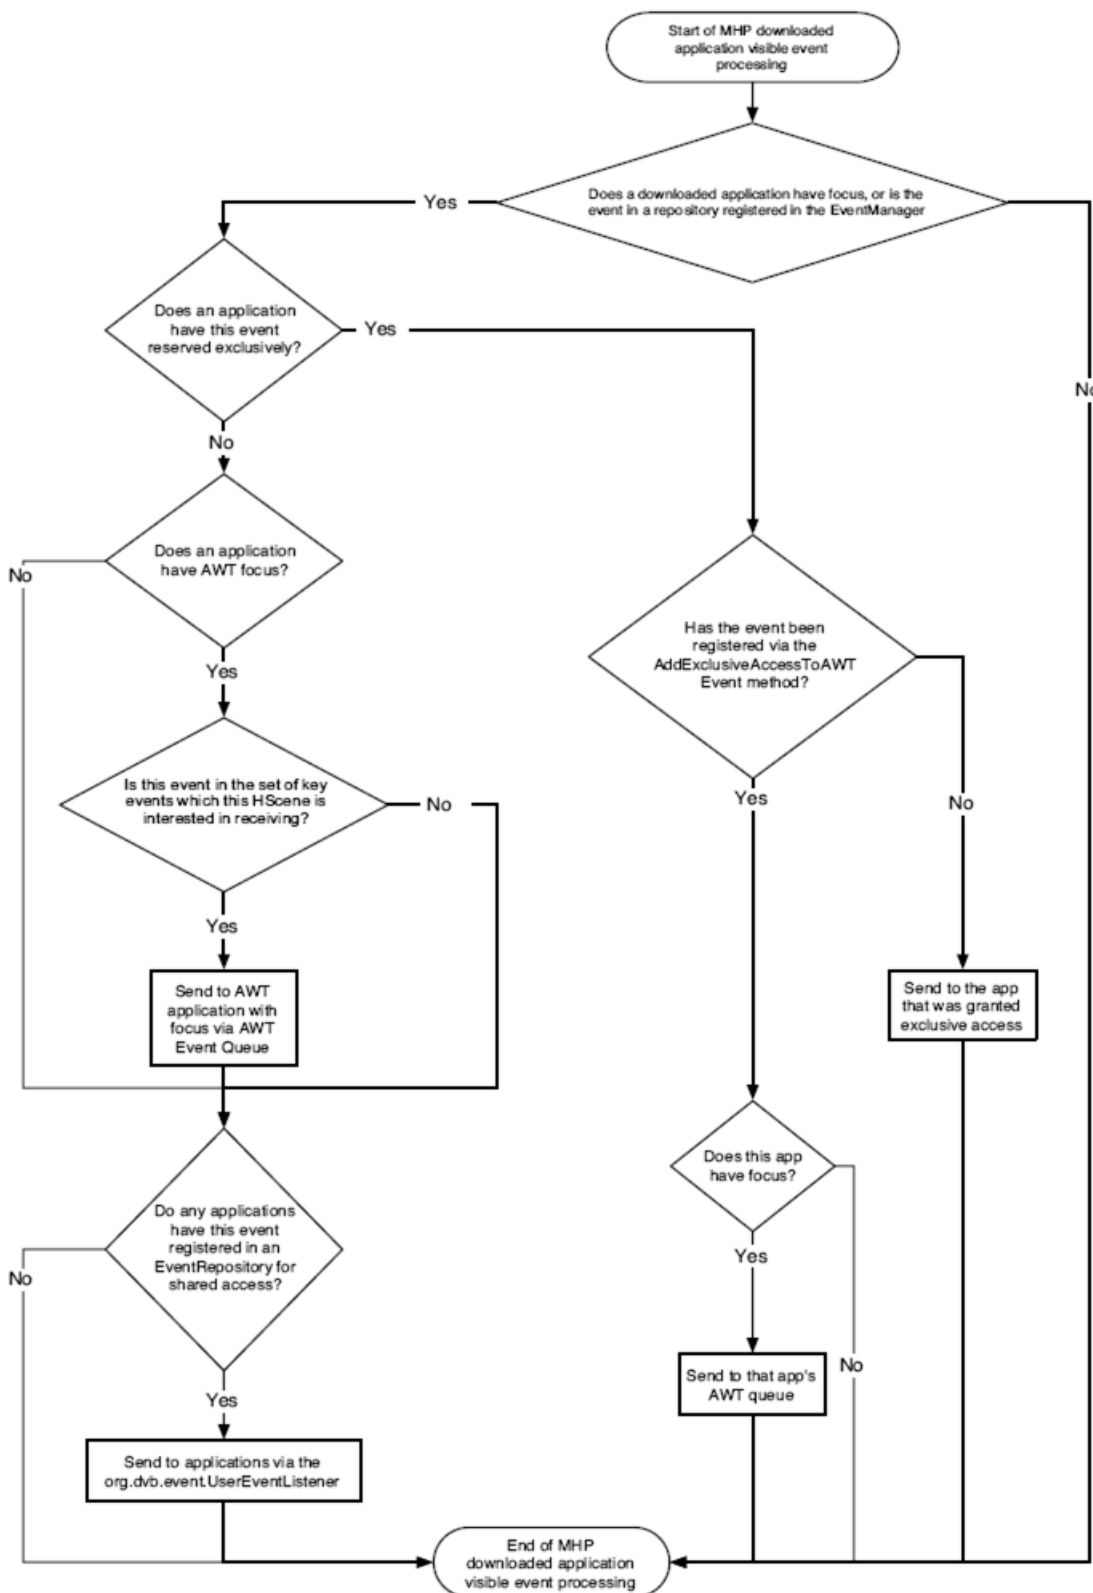 Start of MHP downloaded
application visible event
processing
Does a downloaded application have focus, or is the
event in a repository registered in the EventManager
Yes
No
Does an application
have this event
reserved exclusively?
Yes
No
Does an application
have AWT focus?
No
Yes
Has the event been
registered via the
AddExclusiveAccessToAWT
Event method?
Yes
No
Is this event in the set of key
events which this HScene is
interested in receiving?
No
Yes
Send to AWT
application with
focus via AWT
Event Queue
Send to the app
that was granted
exclusive access
Does this app
have focus?
Yes
No
Do any applications
have this event
registered in an
EventRepository for
shared access?
No
Yes
Send to that app's
AWT queue
Send to applications via the
org.dvb.event.UserEventListener
End of MHP
downloaded application
visible event processing